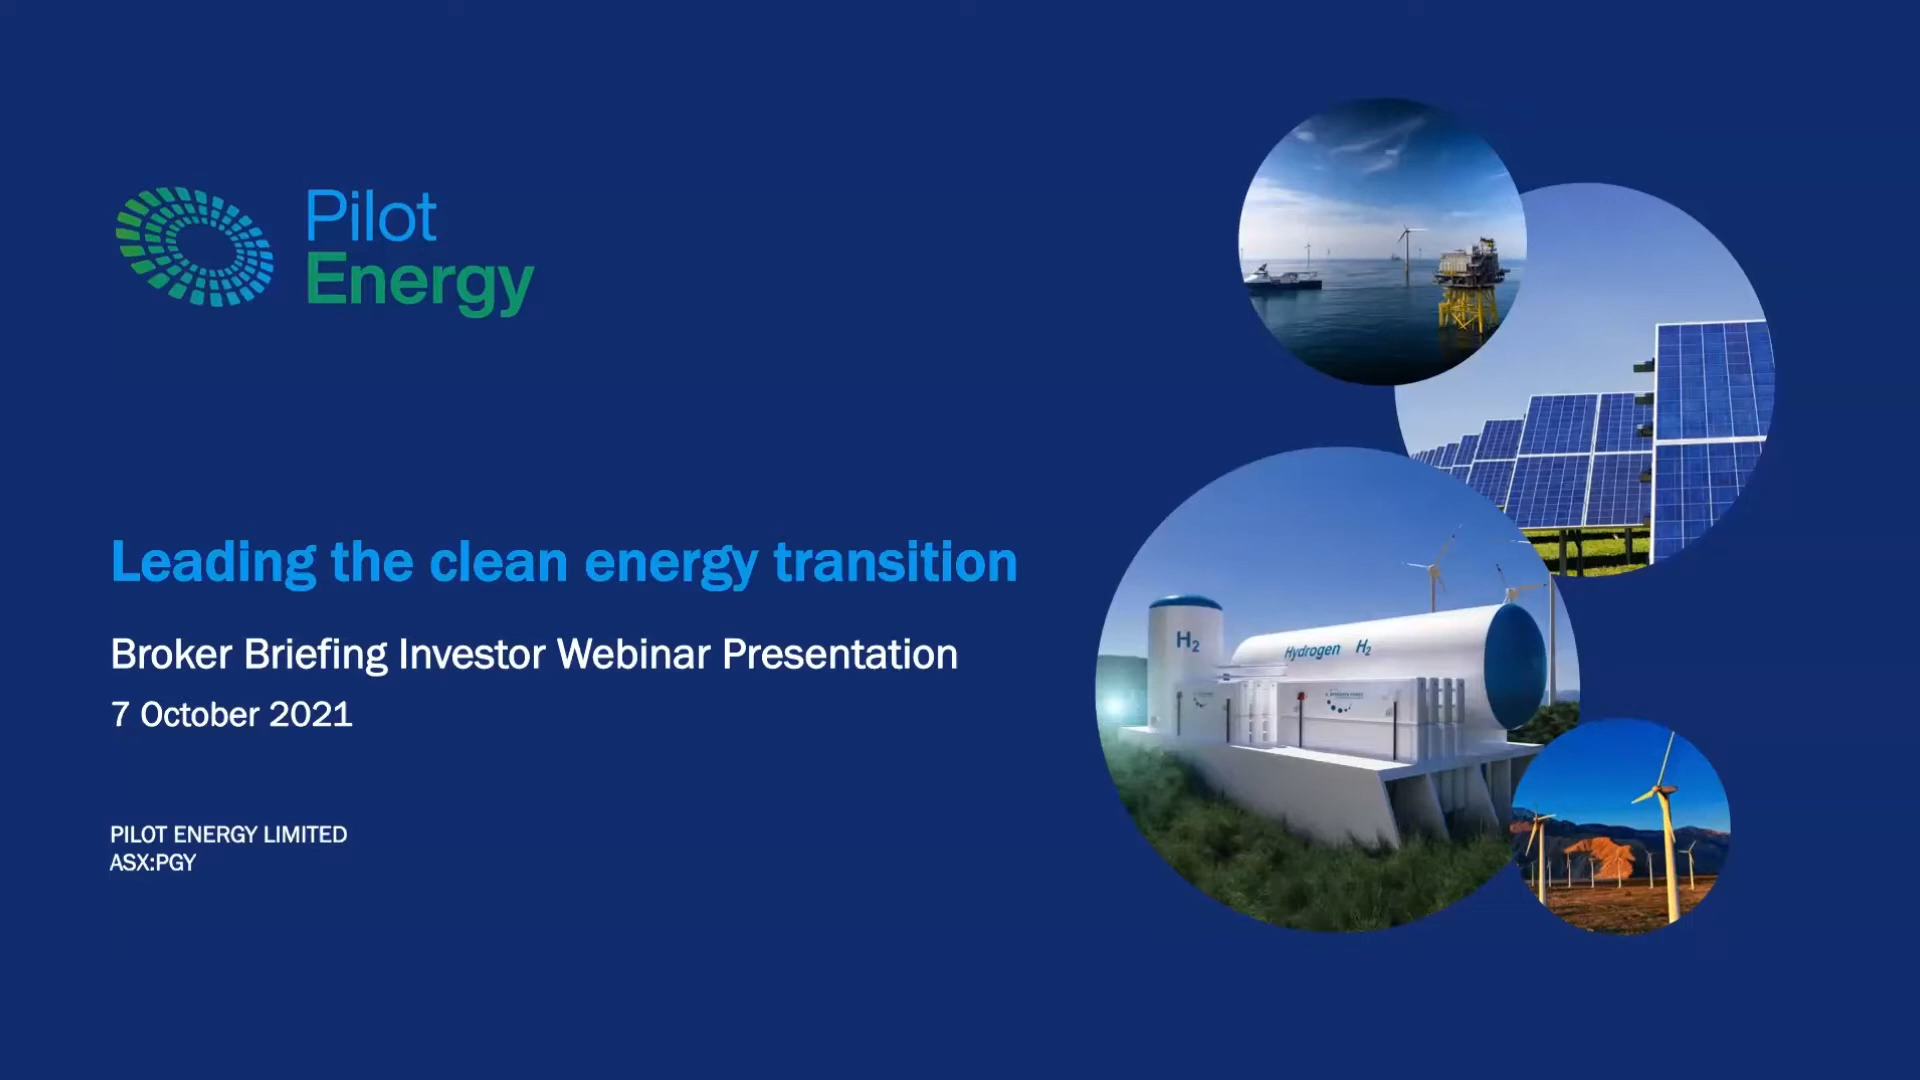 Pilot
Energy
Leading the clean energy transition
Broker Briefing Investor Webinar Presentation
7 October 2021
PILOT ENERGY LIMITED
ASX:PGY
H₂
Hydrogen H₂